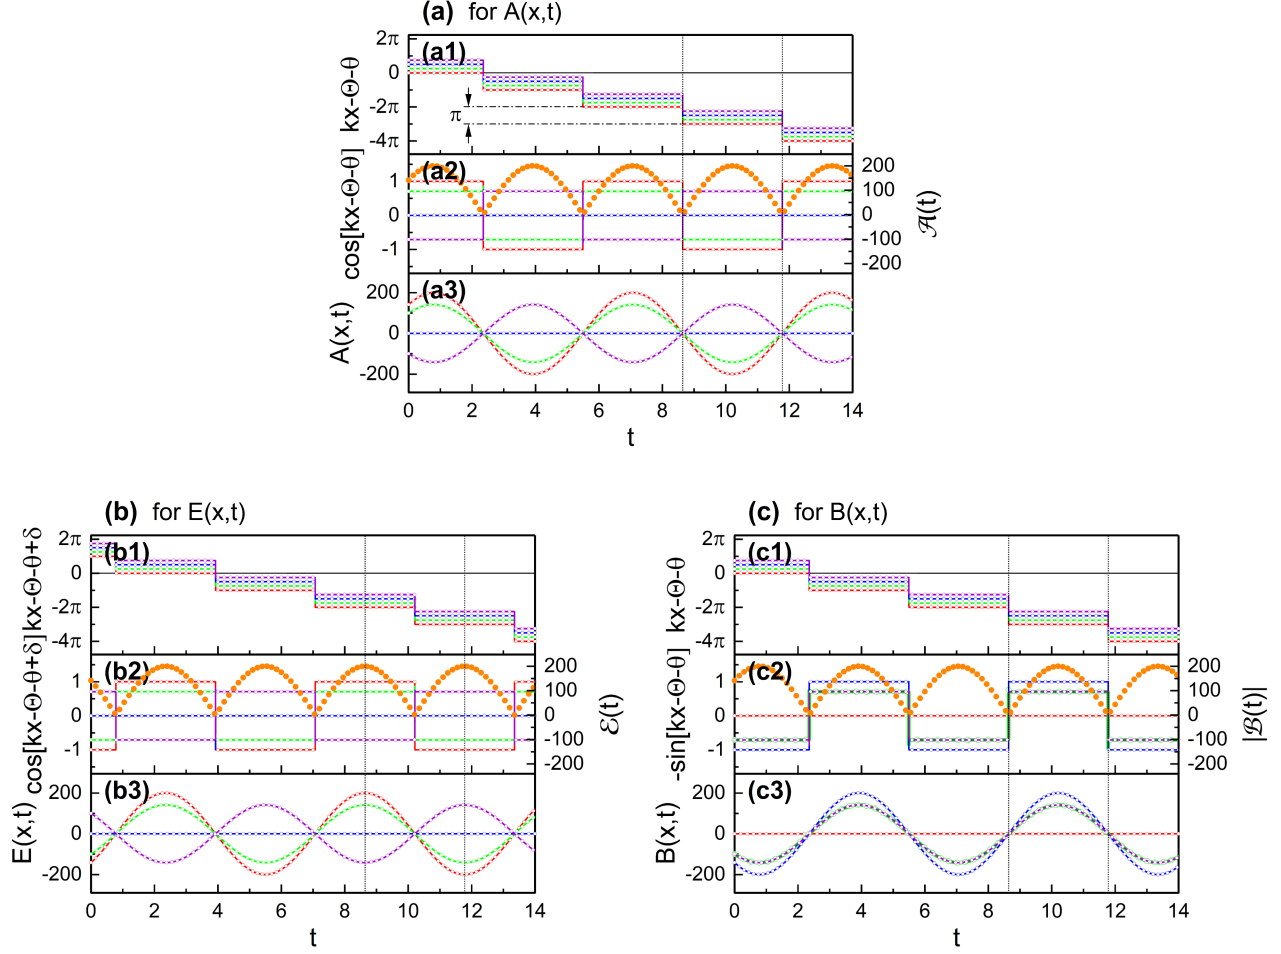 (a) for A(x,t)
(a1)
2π
0
-2π
-4π
kx-Θ-θ
π
(a2)
1
0
-1
cos[kx-Θ-θ]
200
100
0
-100
-200
𝒜(t)
(a3)
200
0
-200
A(x,t)
0 2 4 6 8 10 12 14
t
(b) for E(x,t)
(b1)
2π
0
-2π
-4π
kx-Θ-θ+δ
(b2)
1
0
-1
cos[kx-Θ-θ+δ]
200
100
0
-100
-200
ℰ(t)
(b3)
200
0
-200
E(x,t)
0 2 4 6 8 10 12 14
t
(c) for B(x,t)
(c1)
2π
0
-2π
-4π
kx-Θ-θ
(c2)
1
0
-1
-sin[kx-Θ-θ]
200
100
0
-100
-200
|ℬ(t)|
(c3)
200
0
-200
B(x,t)
0 2 4 6 8 10 12 14
t